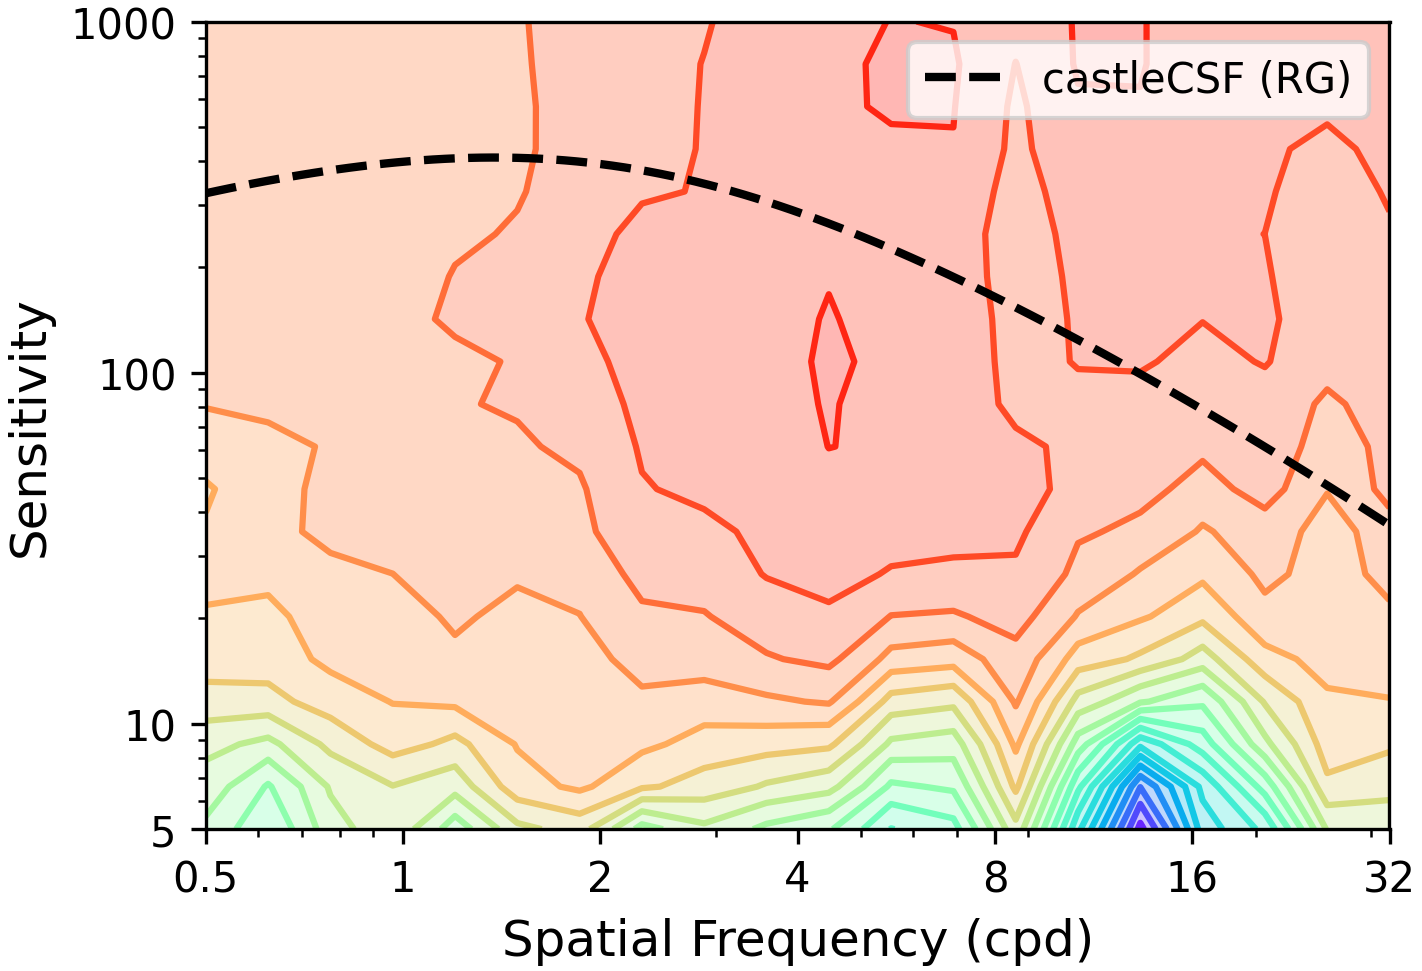 1000
castleCSF (RG)
Sensitivity
100
10
5
0.5 1 2 4 8 16 32
Spatial Frequency (cpd)